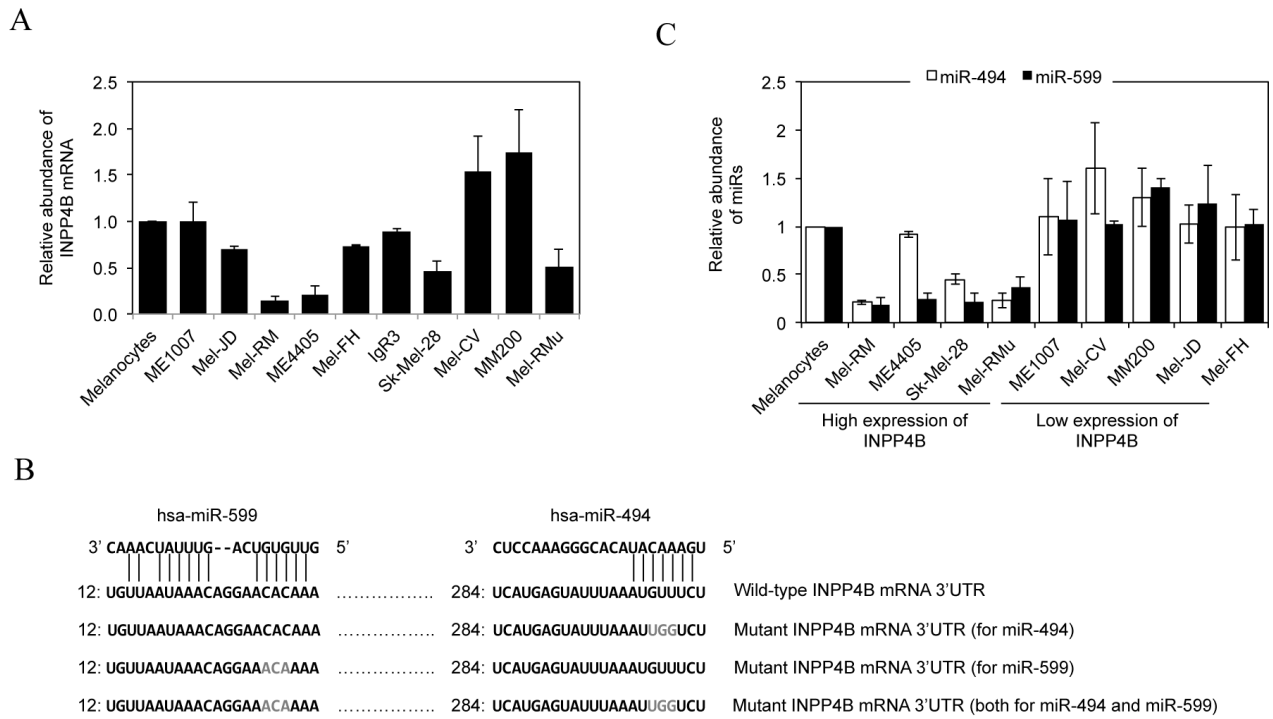 A
Relative abundance of
INPP4B mRNA
2.5
2.0
1.5
1.0
0.5
0.0
Melanocytes
ME1007
Mel-JD
Mel-RM
ME4405
Mel-FH
IgR3
Sk-Mel-28
Mel-CV
MM200
Mel-RMu
C
Relative abundance
of miRs
2.5
2
1.5
1
0.5
0
miR-494 miR-599
Melanocytes
Mel-RM
ME4405
Sk-Mel-28
Mel-RMu
ME1007
Mel-CV
MM200
Mel-JD
Mel-FH
High expression of
INPP4B
Low expression of
INPP4B
B
hsa-miR-599 hsa-miR-494
3’ CAAACUAUUUG--ACUGUGUUG 5’ 3’ CUCCAAAGGGCACAUACAAAGU 5’
12: UGUUAAUAAACAGGAACACAAA …………….. 284: UCAUGAGUAUUUAAAUGUUUCU Wild-type INPP4B mRNA 3’UTR
12: UGUUAAUAAACAGGAACACAAA …………….. 284: UCAUGAGUAUUUAAAUUGGUCU Mutant INPP4B mRNA 3’UTR (for miR-494)
12: UGUUAAUAAACAGGAAACAAAA …………….. 284: UCAUGAGUAUUUAAAUGUUUCU Mutant INPP4B mRNA 3’UTR (for miR-599)
12: UGUUAAUAAACAGGAAACAAAA …………….. 284: UCAUGAGUAUUUAAAUUGGUCU Mutant INPP4B mRNA 3’UTR (both for miR-494 and miR-599)